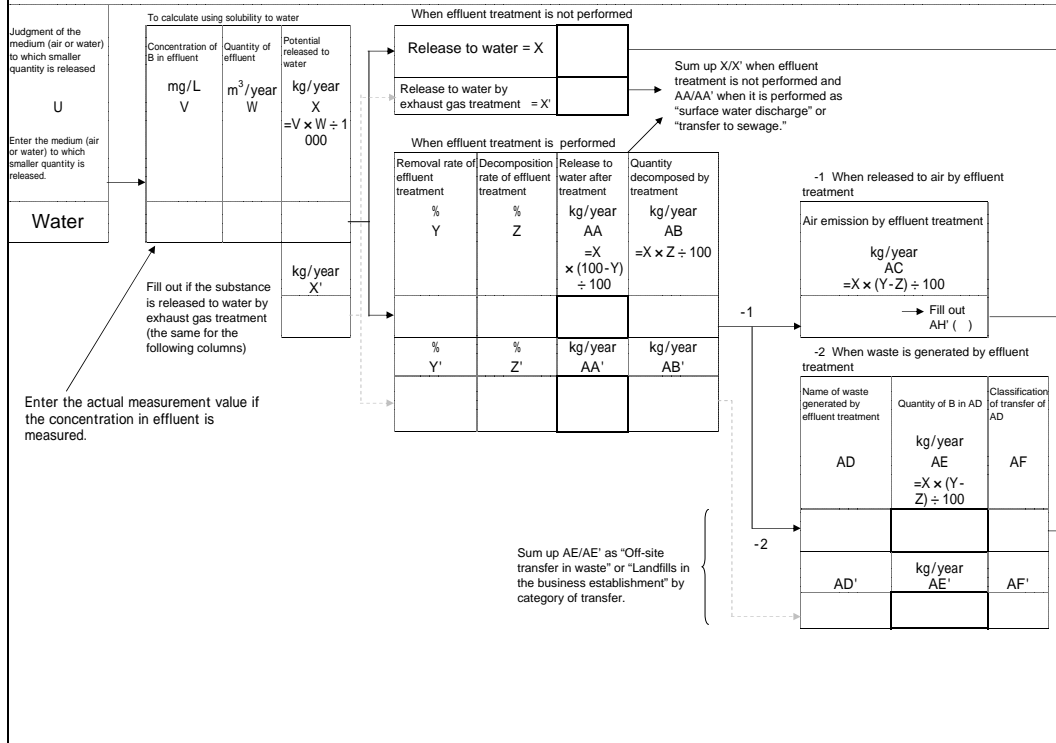 Judgment of the
medium (air or water)
to which smaller
quantity is released
U
Enter the medium (air
or water) to which
smaller quantity is
released.
Water
To calculate using solubility to water
Concentration of
B in effluent
mg/L
V
Quantity of
effluent
m³/year
W
Potential
released to
water
kg/year
X
=V × W ÷ 1
000
kg/year
X'
Fill out if the substance
is released to water by
exhaust gas treatment
(the same for the
following columns)
Enter the actual measurement value if
the concentration in effluent is
measured.
When effluent treatment is not performed
Release to water = X
Release to water by
exhaust gas treatment = X'
Sum up X/X' when effluent
treatment is not performed and
AA/AA' when it is performed as
“surface water discharge” or
“transfer to sewage.”
When effluent treatment is performed
Removal rate of
effluent
treatment
%
Y
Decomposition
rate of effluent
treatment
%
Z
Release to
water after
treatment
kg/year
AA
=X
× (100-Y)
÷ 100
Quantity
decomposed by
treatment
kg/year
AB
=X × Z ÷ 100
%
Y'
%
Z'
kg/year
AA'
kg/year
AB'
-1
-1 When released to air by effluent
treatment
Air emission by effluent treatment
kg/year
AC
=X × (Y-Z) ÷ 100
Fill out
AH' ( )
-2 When waste is generated by effluent
treatment
Name of waste
generated by
effluent treatment
AD
Quantity of B in AD
kg/year
AE
=X × (Y-
Z) ÷ 100
Classification
of transfer of
AD
AF
-2
AD'
kg/year
AE'
AF'
Sum up AE/AE' as “Off-site
transfer in waste” or “Landfills in
the business establishment” by
category of transfer.